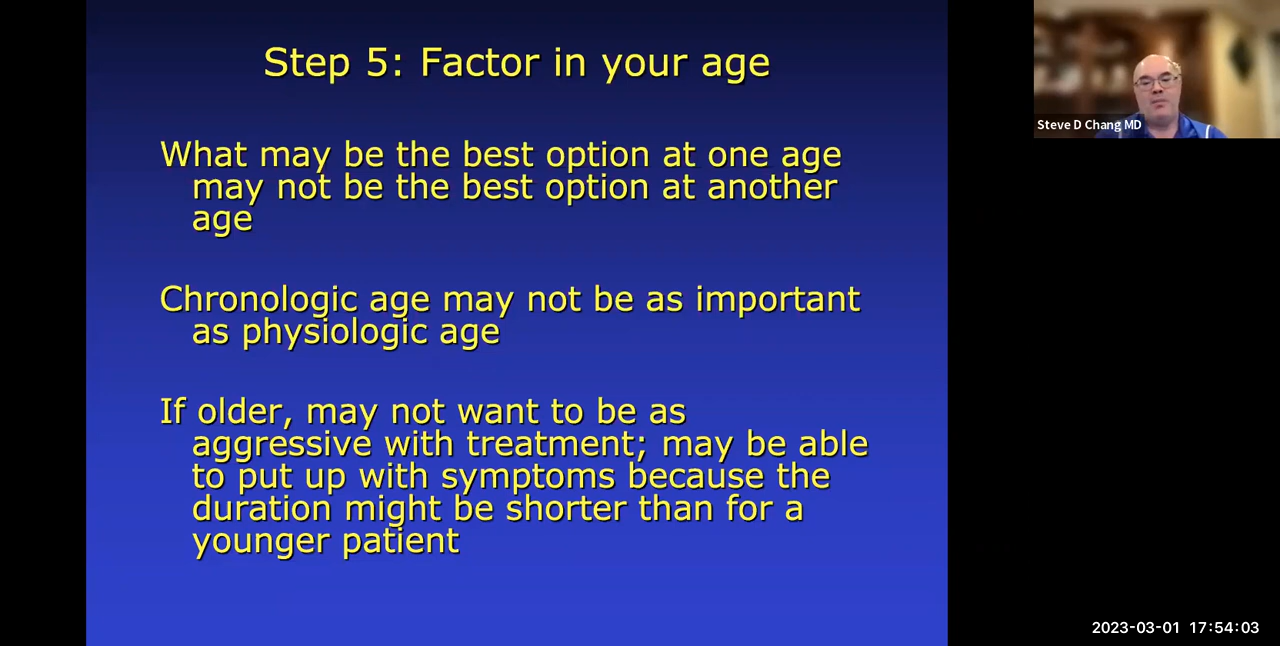 Step 5: Factor in your age
What may be the best option at one age
may not be the best option at another
age
Chronologic age may not be as important
as physiologic age
If older, may not want to be as
aggressive with treatment; may be able
to put up with symptoms because the
duration might be shorter than for a
younger patient
Steve D Chang MD
2023-03-01 17:54:03